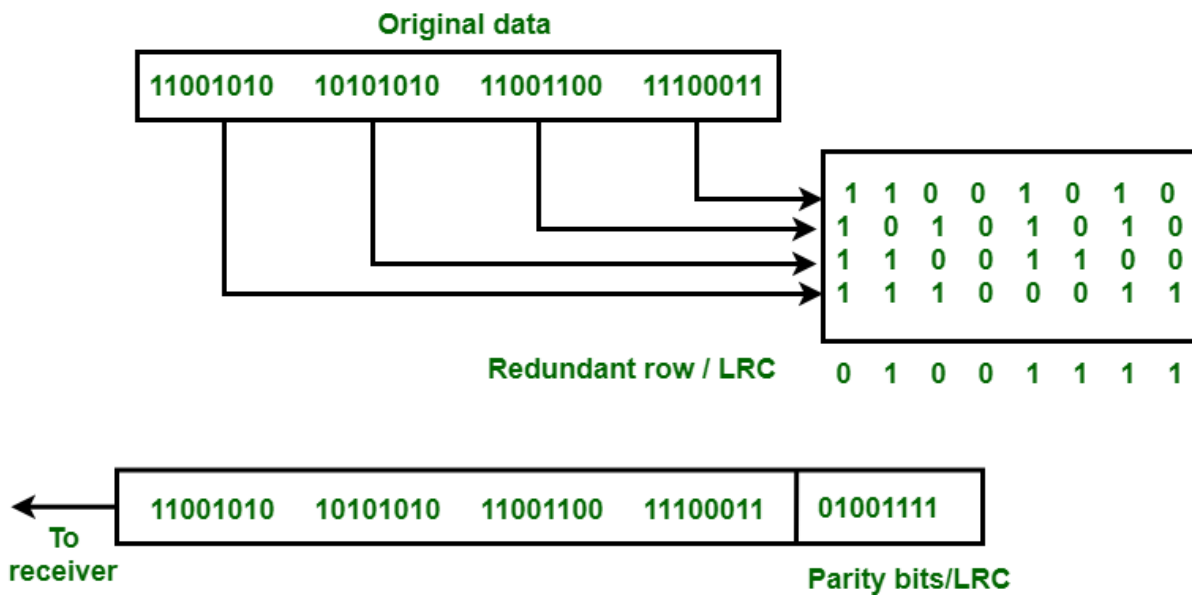 Original data
11001010 10101010 11001100 11100011
1 1 0 0 1 0 1 0
1 0 1 0 1 0 1 0
1 1 0 0 1 1 0 0
1 1 1 0 0 0 1 1
Redundant row / LRC 0 1 0 0 1 1 1 1
11001010 10101010 11001100 11100011 01001111
To
receiver
Parity bits/LRC